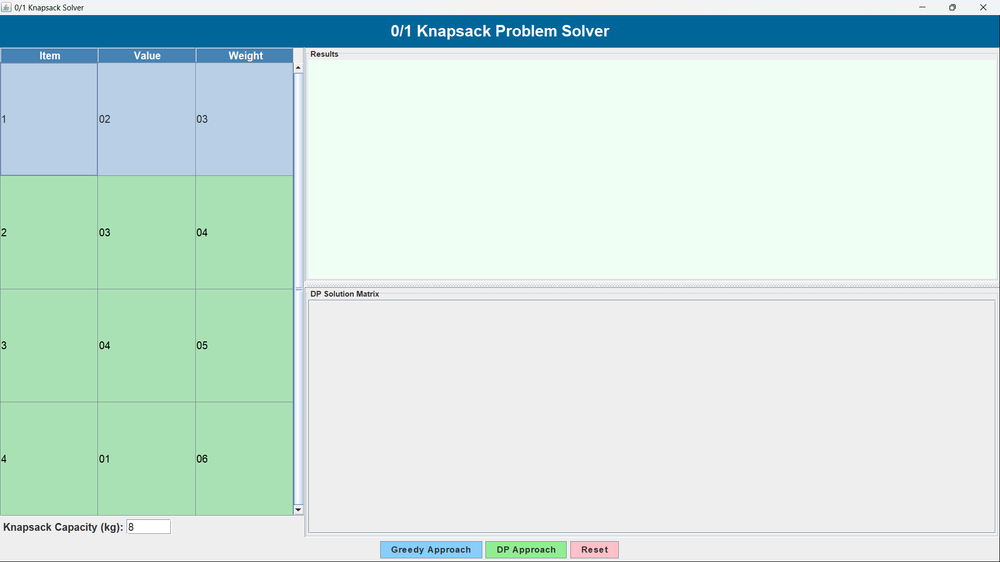 0/1 Knapsack Solver
0/1 Knapsack Problem Solver
Item Value Weight
1 02 03
2 03 04
3 04 05
4 01 06
Knapsack Capacity (kg): 8
Results
DP Solution Matrix
Greedy Approach DP Approach Reset